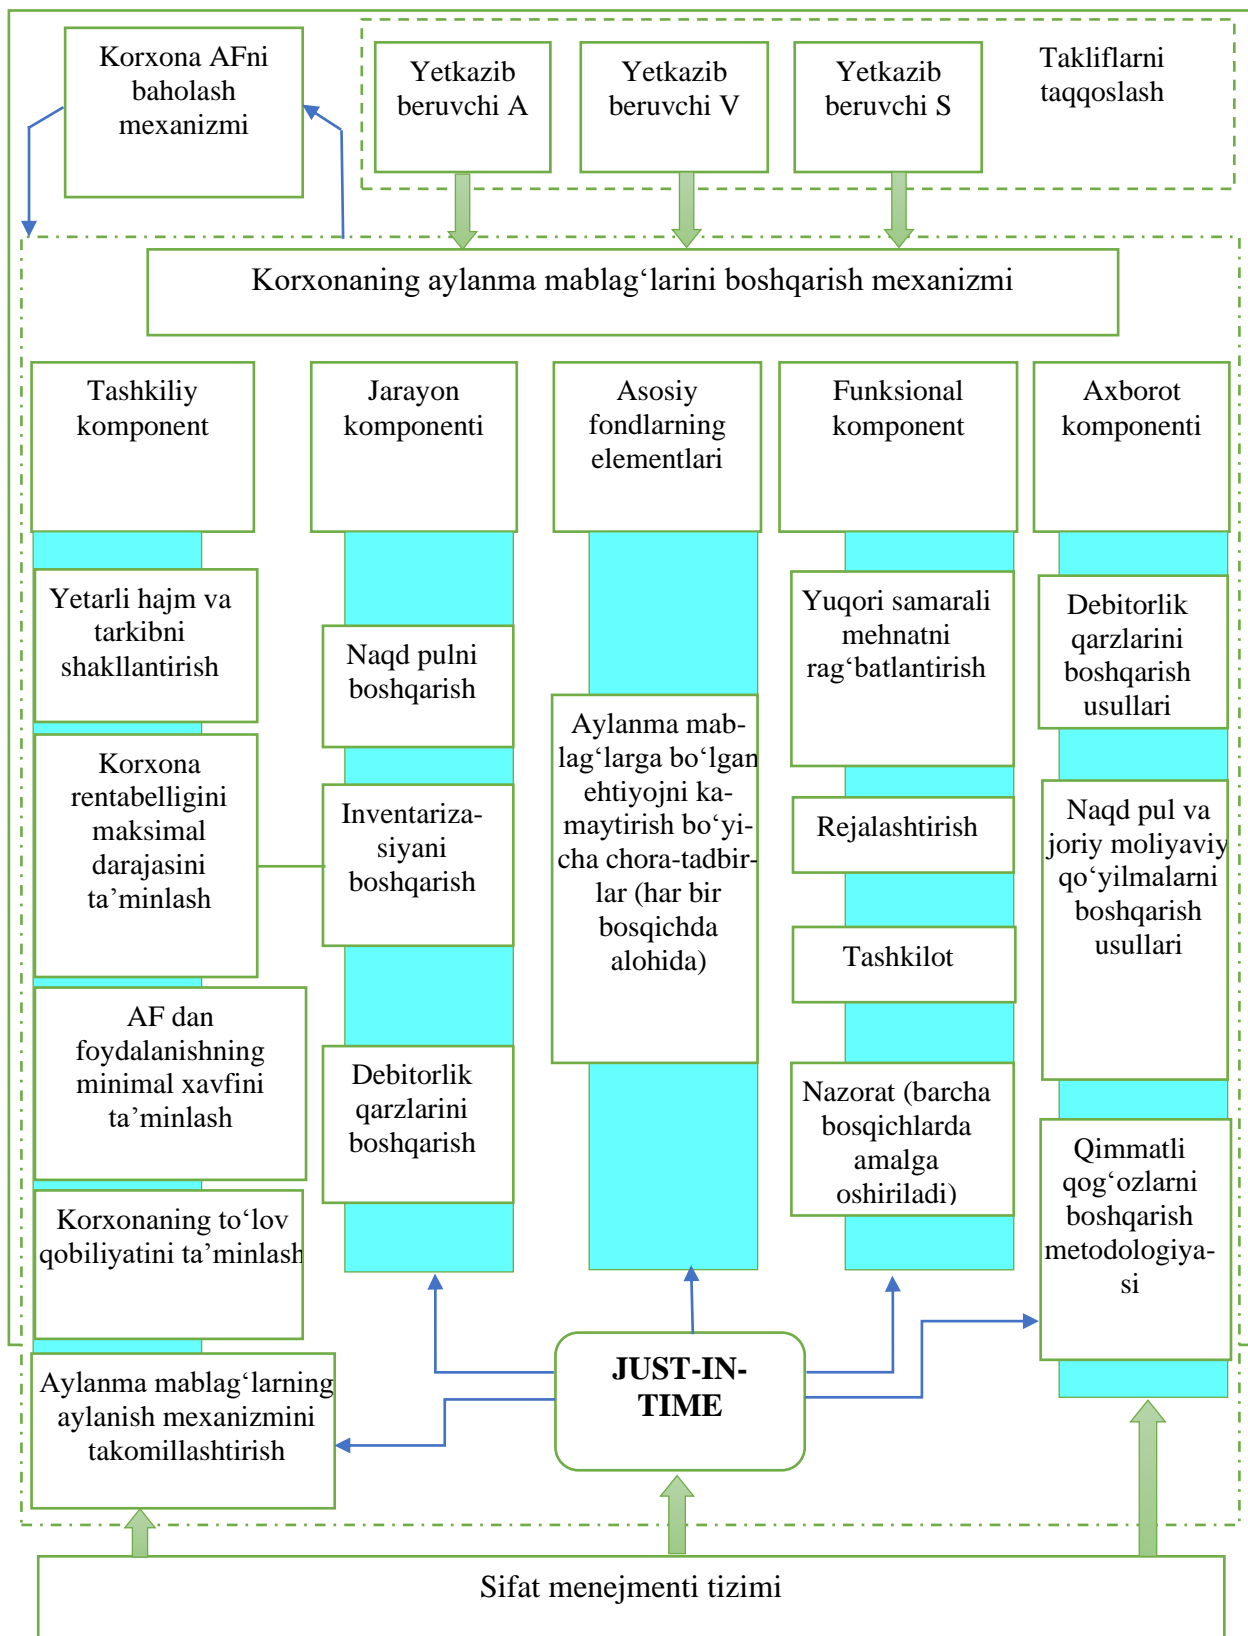 Korxona AFni
baholash
mexanizmi
Yetkazib
beruvchi A
Yetkazib
beruvchi V
Yetkazib
beruvchi S
Takliflarni
taqqoslash
Korxonaning aylanma mablag‘larini boshqarish mexanizmi
Tashkiliy
komponent
Jarayon
komponenti
Asosiy
fondlarning
elementlari
Funksional
komponent
Axborot
komponenti
Yetarli hajm va
tarkibni
shakllantirish
Korxona
rentabelligini
maksimal
darajasini
ta’minlash
AF dan
foydalanishning
minimal xavfini
ta’minlash
Korxonaning to‘lov
qobiliyatini ta’minlash
Aylanma mablag‘larning
aylanish mexanizmini
takomillashtirish
Naqd pulni
boshqarish
Inventariza-
siyani
boshqarish
Debitorlik
qarzlarini
boshqarish
Aylanma mab-
lag‘larga bo‘lgan
ehtiyojni ka-
maytirish bo‘yi-
cha chora-tadbir-
lar (har bir
bosqichda
alohida)
Yuqori samarali
mehnatni
rag‘batlantirish
Rejalashtirish
Tashkilot
Nazorat (barcha
bosqichlarda
amalga
oshiriladi)
Debitorlik
qarzlarini
boshqarish
usullari
Naqd pul va
joriy moliyaviy
qo‘yilmalarni
boshqarish
usullari
Qimmatli
qog‘ozlarni
boshqarish
metodologiya-
si
JUST-IN-
TIME
Sifat menejmenti tizimi